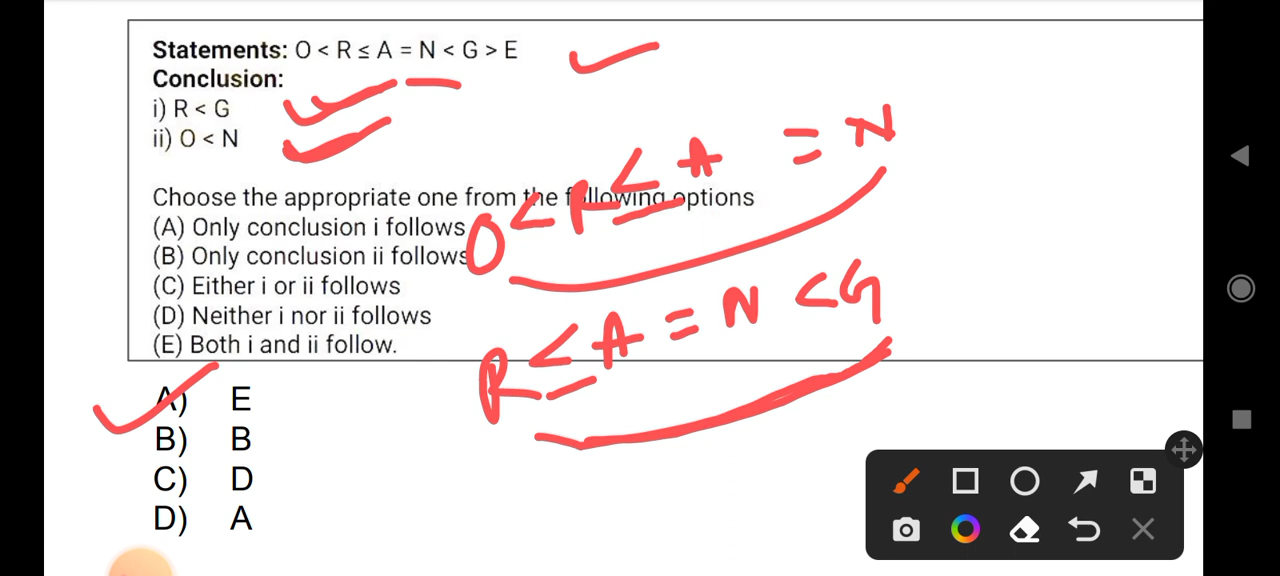 Statements: O < R ≤ A = N < G > E
Conclusion:
i) R < G
ii) O < N
O < R ≤ A = N
Choose the appropriate one from the following options
(A) Only conclusion i follows
(B) Only conclusion ii follows
(C) Either i or ii follows
(D) Neither i nor ii follows
(E) Both i and ii follow.
R ≤ A = N < G
A) E
B) B
C) D
D) A